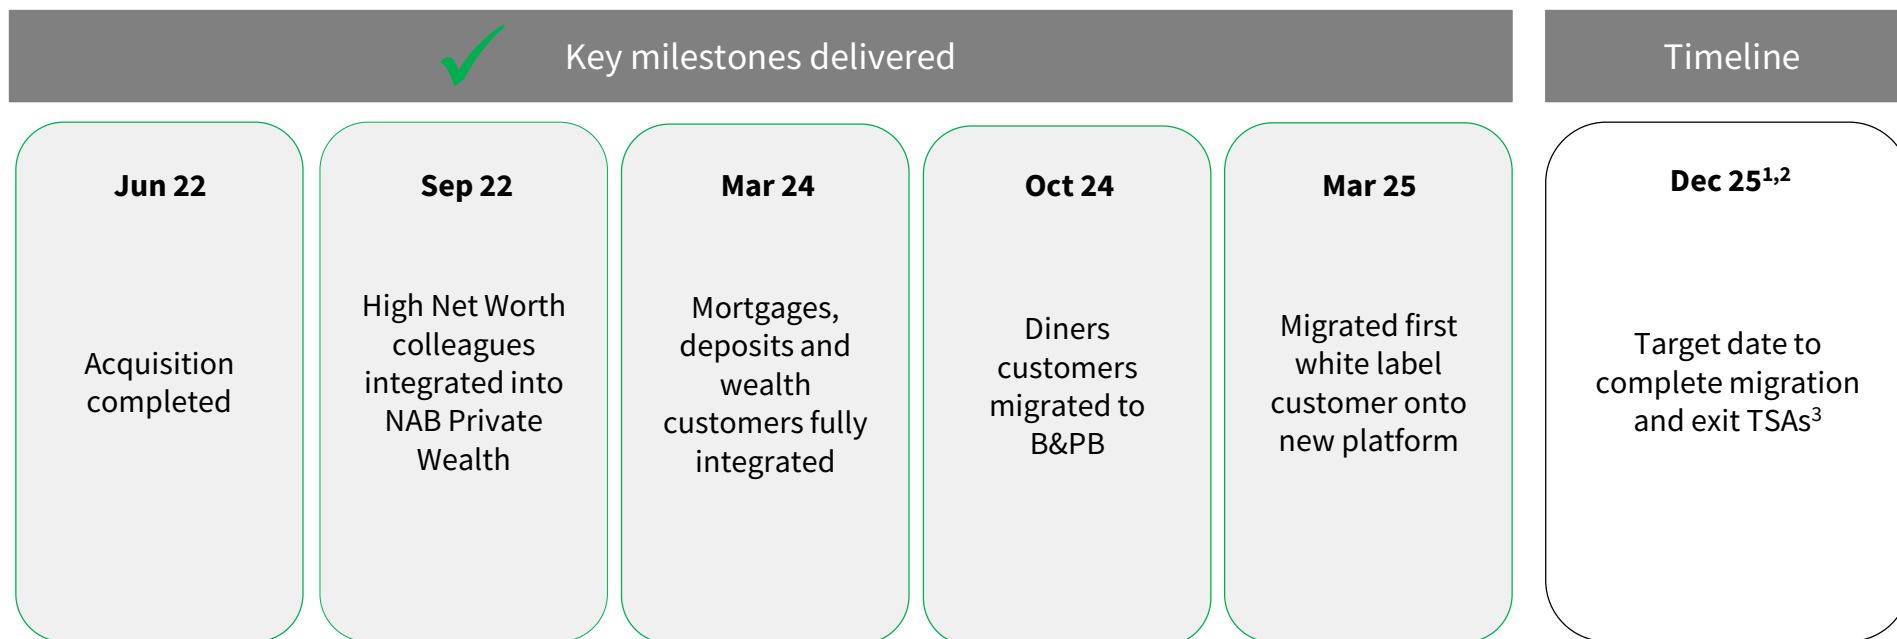 Key milestones delivered
Timeline
Jun 22
Acquisition
completed
Sep 22
High Net Worth
colleagues
integrated into
NAB Private
Wealth
Mar 24
Mortgages,
deposits and
wealth
customers fully
integrated
Oct 24
Diners
customers
migrated to
B&PB
Mar 25
Migrated first
white label
customer onto
new platform
Dec 25¹,²
Target date to
complete migration
and exit TSAs³